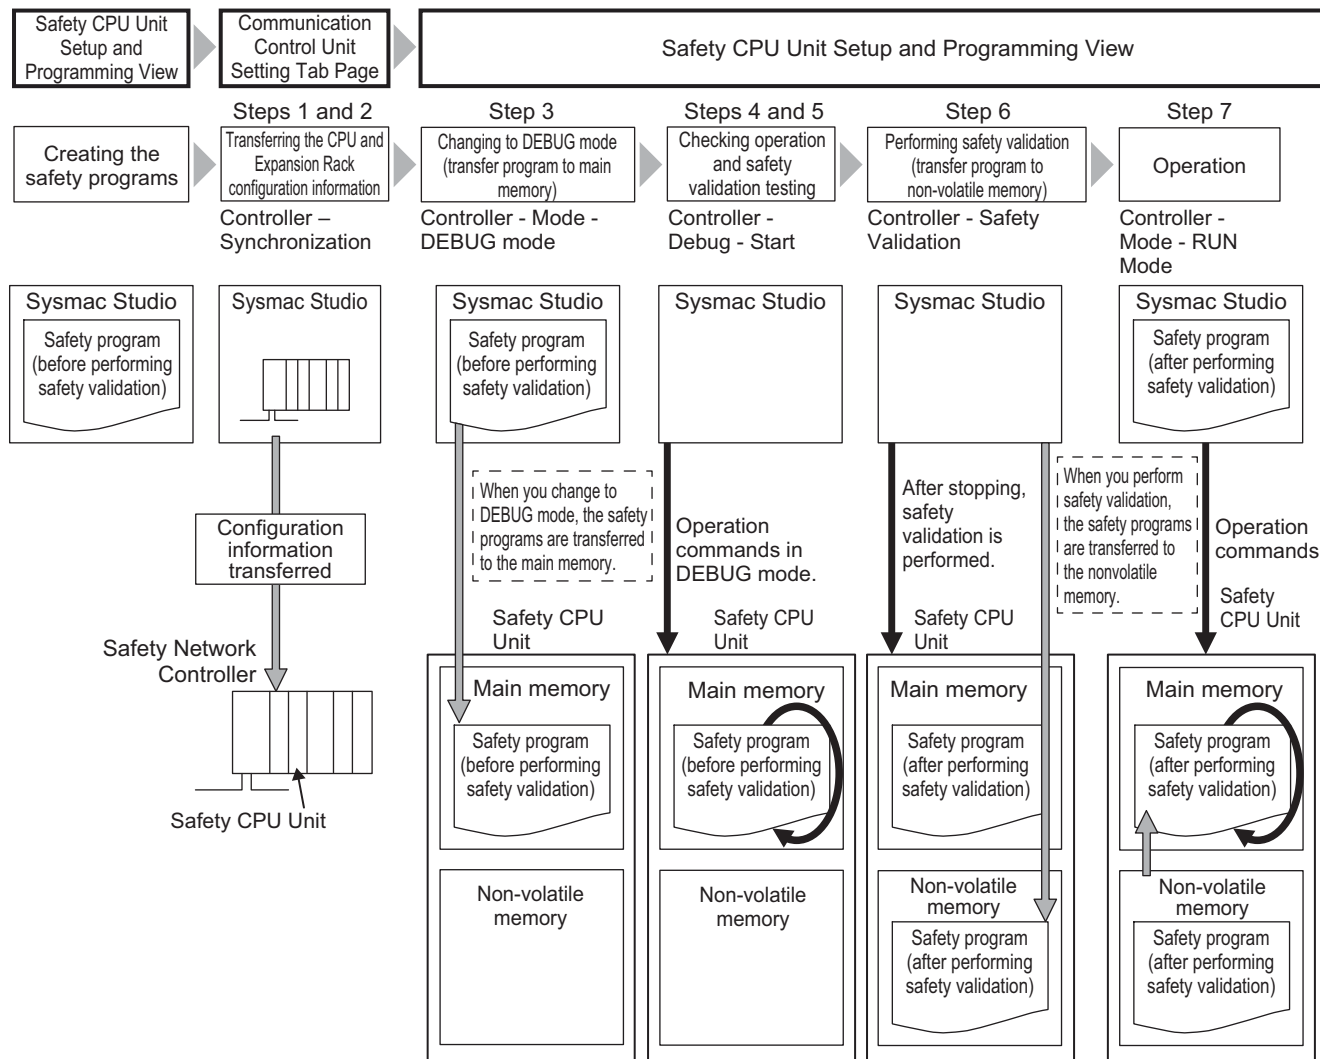 Safety CPU Unit
Setup and
Programming View
Communication
Control Unit
Setting Tab Page
Safety CPU Unit Setup and Programming View
Steps 1 and 2
Step 3
Steps 4 and 5
Step 6
Step 7
Creating the
safety programs
Transferring the CPU and
Expansion Rack
configuration information
Changing to DEBUG mode
(transfer program to main
memory)
Checking operation
and safety
validation testing
Performing safety validation
(transfer program to
non-volatile memory)
Operation
Controller –
Synchronization
Controller - Mode -
DEBUG mode
Controller -
Debug - Start
Controller - Safety
Validation
Controller -
Mode - RUN
Mode
Sysmac Studio
Safety program
(before performing
safety validation)
Sysmac Studio
Sysmac Studio
Safety program
(before performing
safety validation)
Sysmac Studio
Sysmac Studio
Sysmac Studio
Safety program
(after performing
safety validation)
Configuration
information
transferred
When you change to
DEBUG mode, the safety
programs are transferred
to the main memory.
Operation
commands in
DEBUG mode.
After stopping,
safety
validation is
performed.
When you perform
safety validation,
the safety programs
are transferred to
the nonvolatile
memory.
Operation
commands
Safety Network
Controller
Safety CPU Unit
Safety CPU
Unit
Safety CPU
Unit
Safety CPU
Unit
Safety
CPU Unit
Main memory
Safety program
(before performing
safety validation)
Non-volatile
memory
Main memory
Safety program
(before performing
safety validation)
Non-volatile
memory
Main memory
Safety program
(after performing
safety validation)
Non-volatile
memory
Safety program
(after performing
safety validation)
Main memory
Safety program
(after performing
safety validation)
Non-volatile
memory
Safety program
(after performing
safety validation)